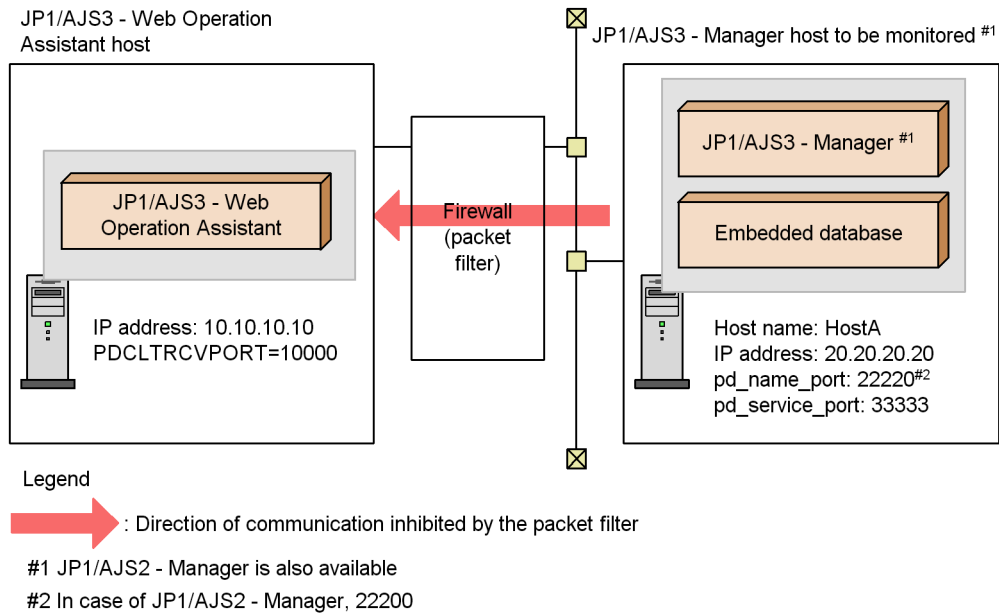 JP1/AJS3 - Web Operation
Assistant host
JP1/AJS3 - Manager host to be monitored #1
JP1/AJS3 - Web
Operation Assistant
IP address: 10.10.10.10
PDCLTRCVPORT=10000
Firewall
(packet
filter)
JP1/AJS3 - Manager #1
Embedded database
Host name: HostA
IP address: 20.20.20.20
pd_name_port: 22220#2
pd_service_port: 33333
Legend
: Direction of communication inhibited by the packet filter
#1 JP1/AJS2 - Manager is also available
#2 In case of JP1/AJS2 - Manager, 22200